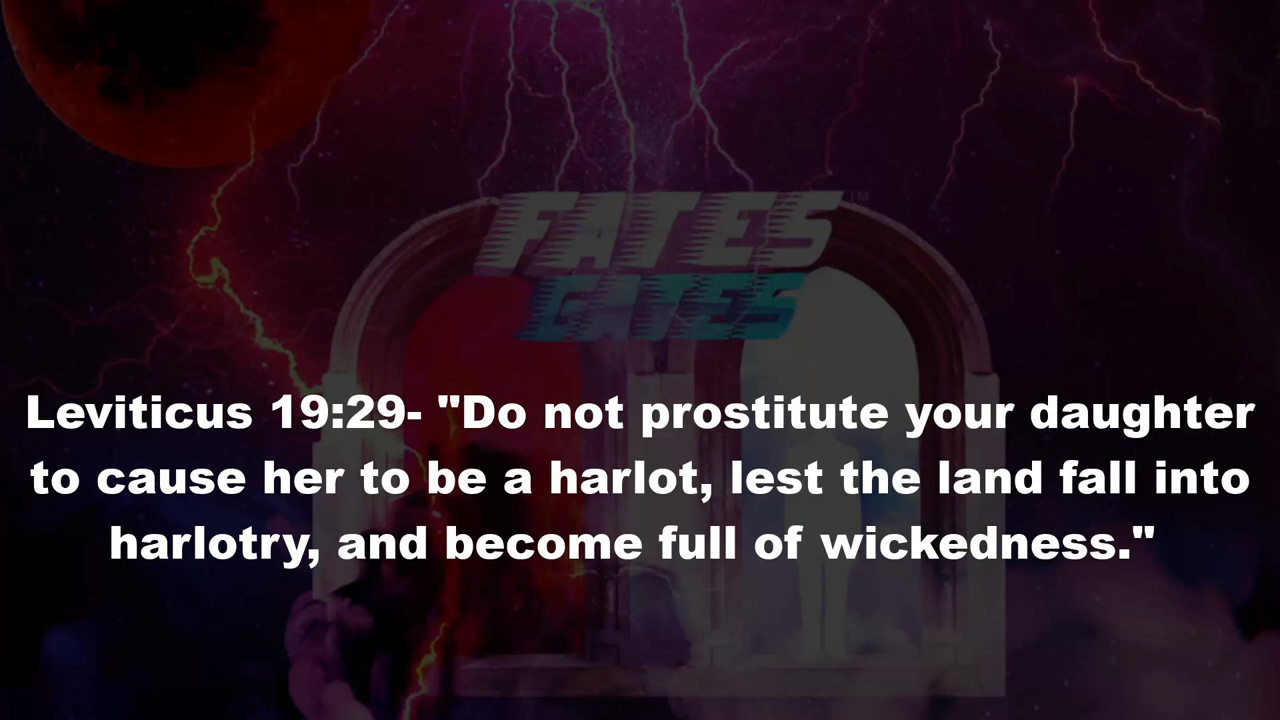 FATES
™
GATES
Leviticus 19:29- "Do not prostitute your daughter
to cause her to be a harlot, lest the land fall into
harlotry, and become full of wickedness."